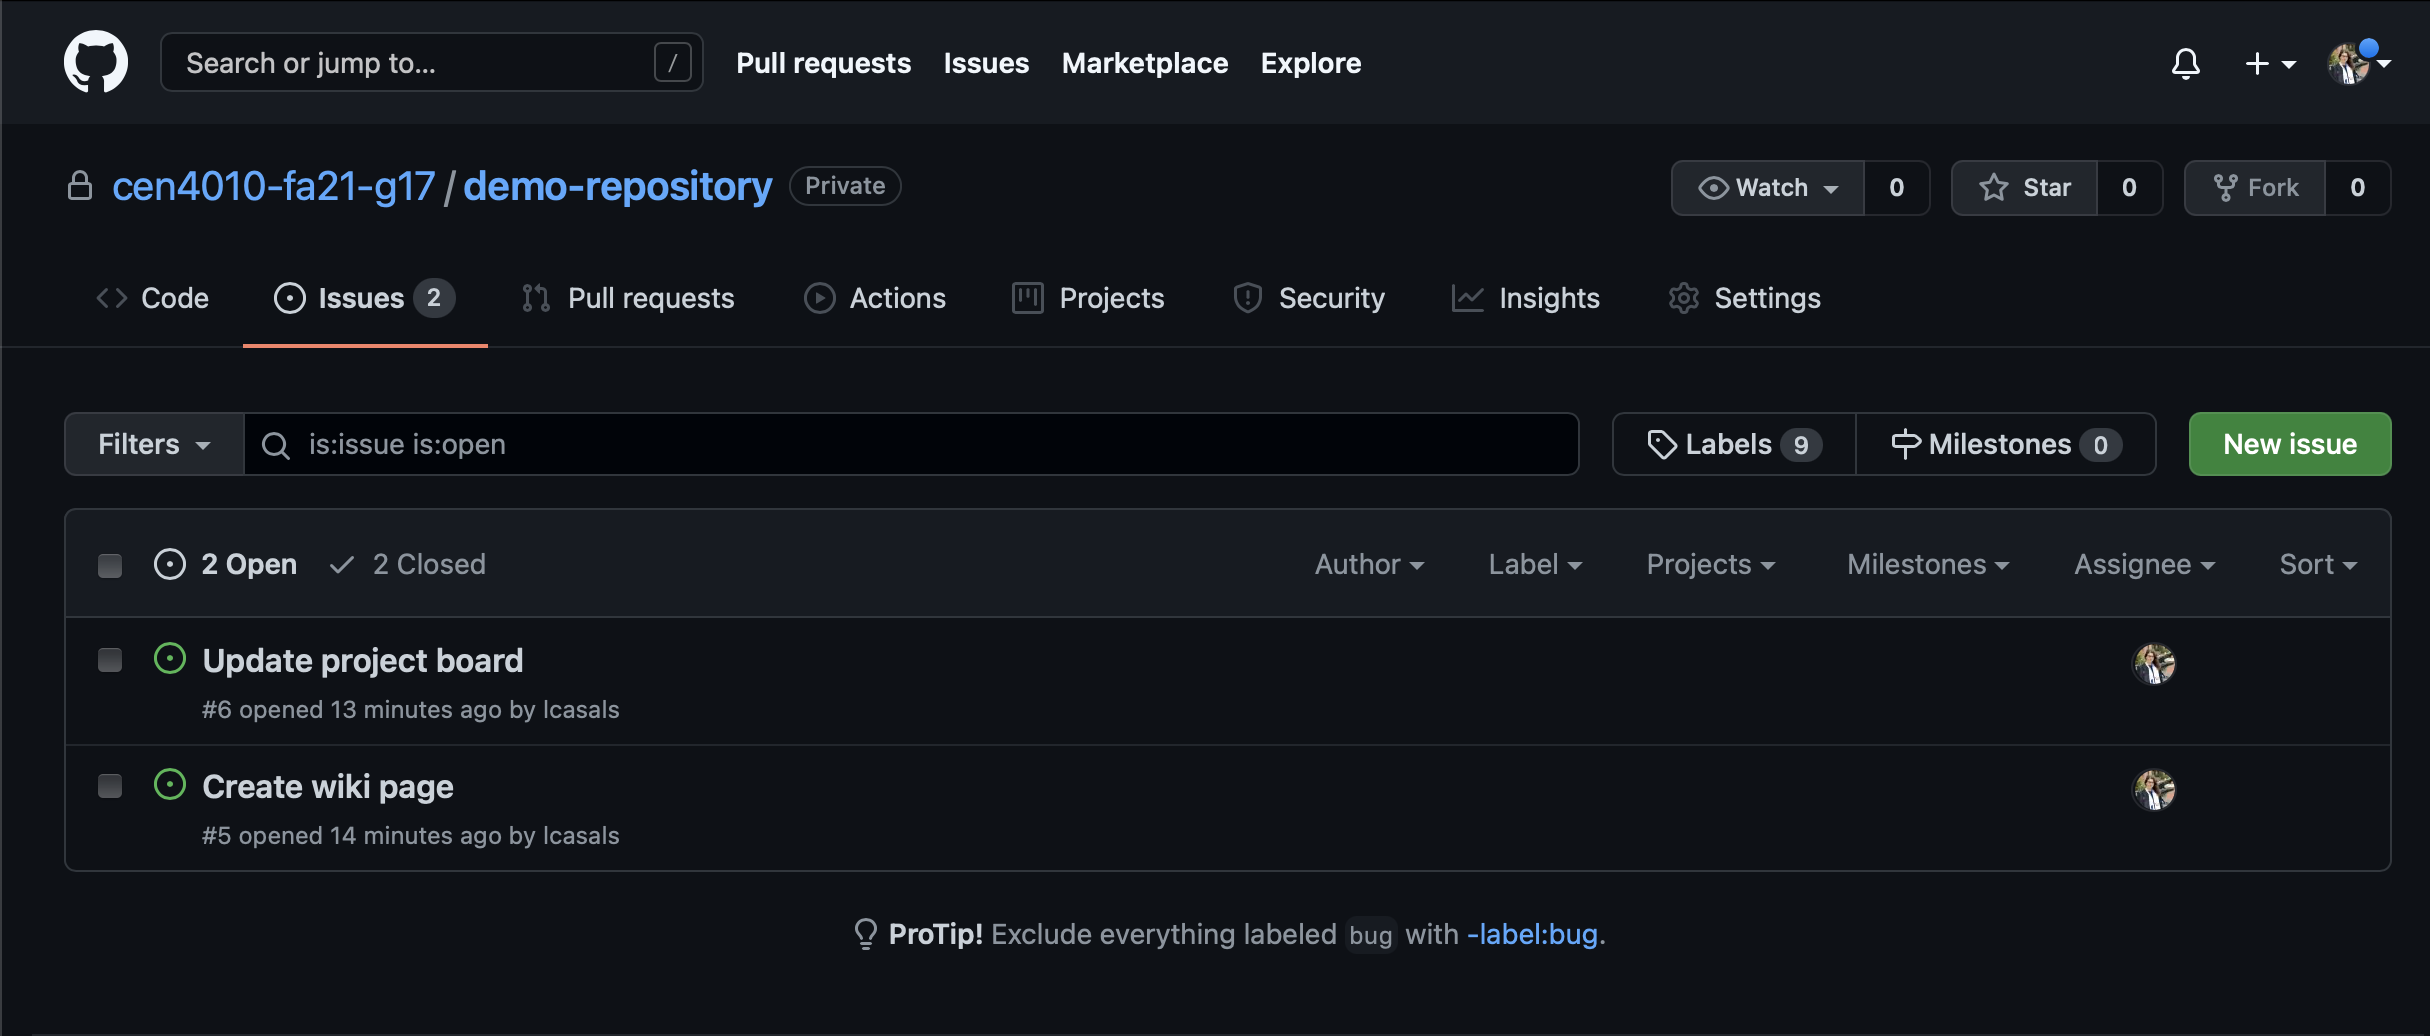 Search or jump to... / Pull requests Issues Marketplace Explore
cen4010-fa21-g17 / demo-repository Private Watch 0 Star 0 Fork 0
Code Issues 2 Pull requests Actions Projects Security Insights Settings
Filters is:issue is:open Labels 9 Milestones 0 New issue
2 Open 2 Closed Author Label Projects Milestones Assignee Sort
Update project board
#6 opened 13 minutes ago by lcasals
Create wiki page
#5 opened 14 minutes ago by lcasals
ProTip! Exclude everything labeled bug with -label:bug.